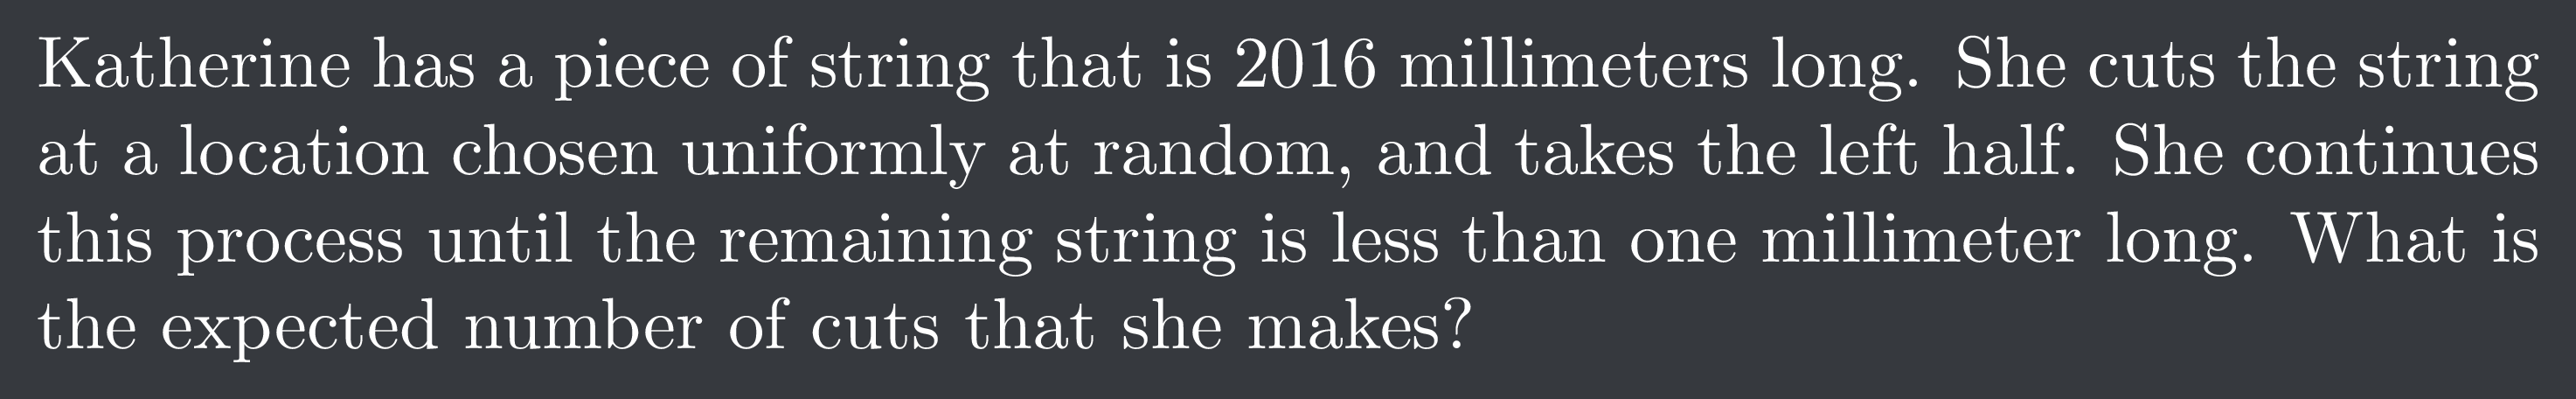 Katherine has a piece of string that is 2016 millimeters long. She cuts the string
at a location chosen uniformly at random, and takes the left half. She continues
this process until the remaining string is less than one millimeter long. What is
the expected number of cuts that she makes?